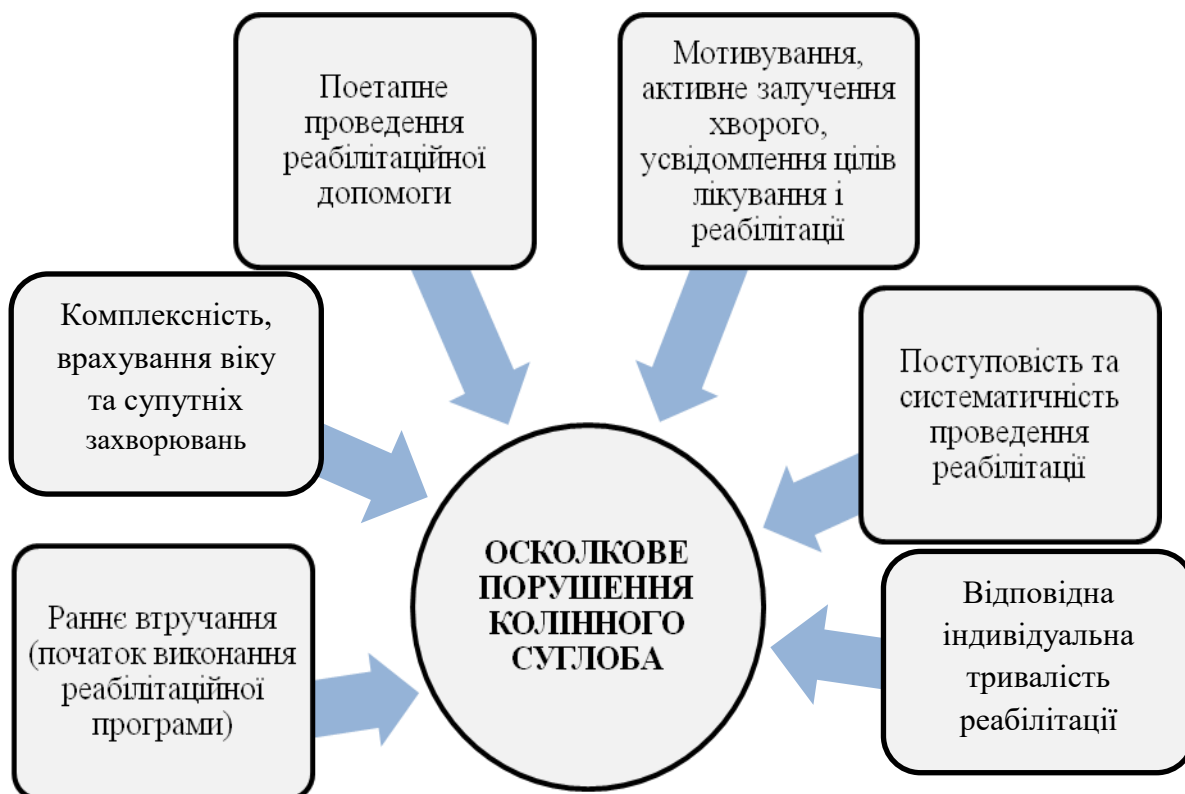 Поетапне
проведення
реабілітаційної
допомоги
Мотивування,
активне залучення
хворого,
усвідомлення цілів
лікування і
реабілітації
Комплексність,
врахування віку
та супутніх
захворювань
Поступовість та
систематичність
проведення
реабілітації
ОСКОЛКОВЕ
ПОРУШЕННЯ
КОЛІННОГО
СУГЛОБА
Раннє втручання
(початок виконання
реабілітаційної
програми)
Відповідна
індивідуальна
тривалість
реабілітації